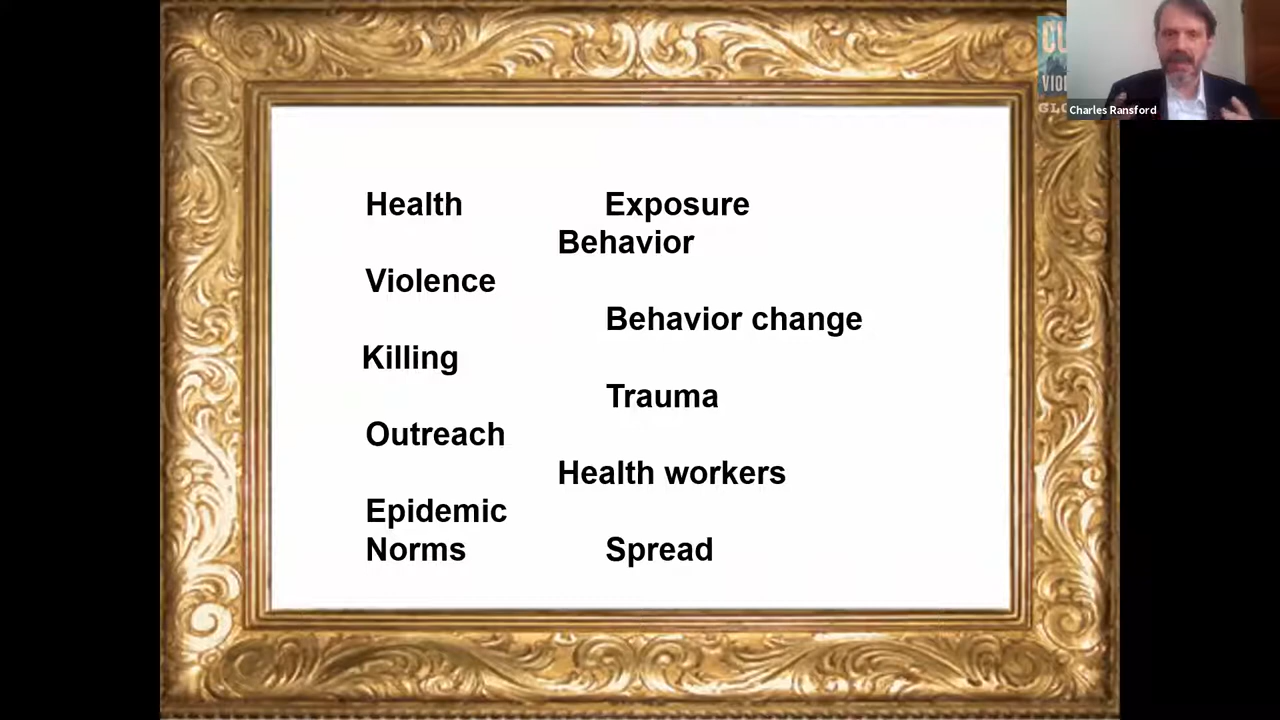 Health Exposure
Behavior
Violence
Behavior change
Killing
Trauma
Outreach
Health workers
Epidemic
Norms Spread
Charles Ransford